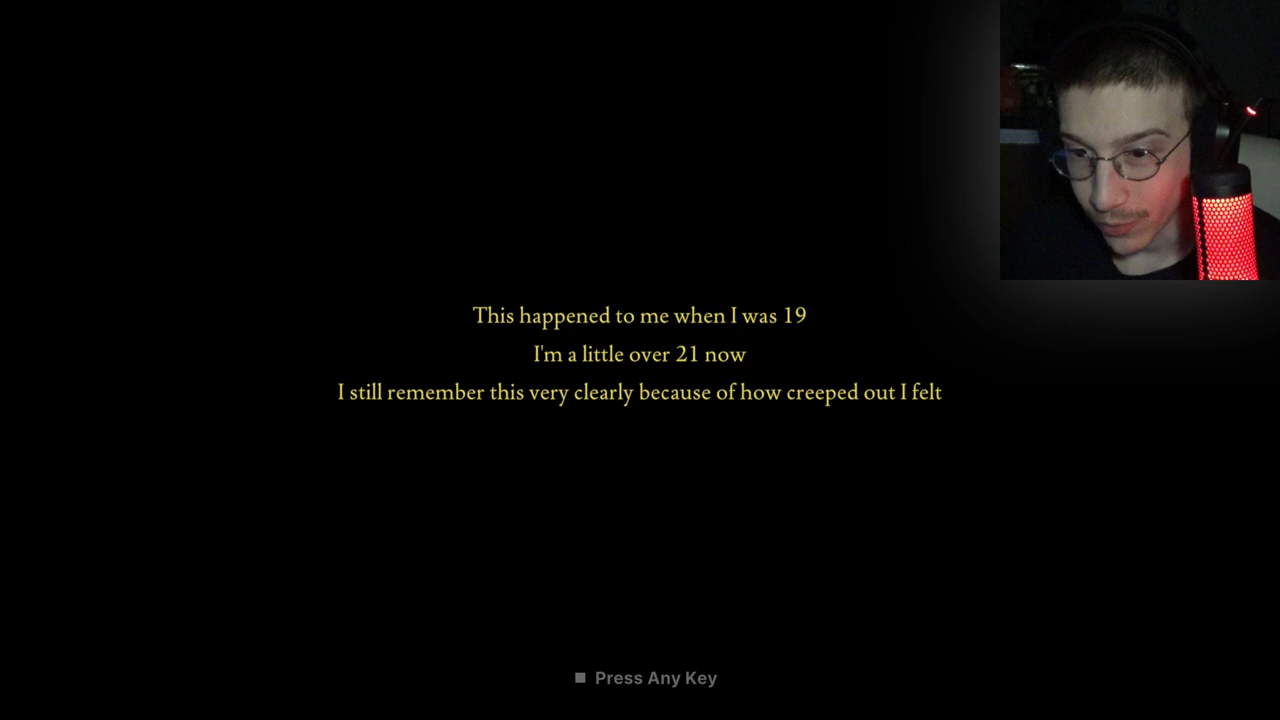 This happened to me when I was 19
I'm a little over 21 now
I still remember this very clearly because of how creeped out I felt
Press Any Key